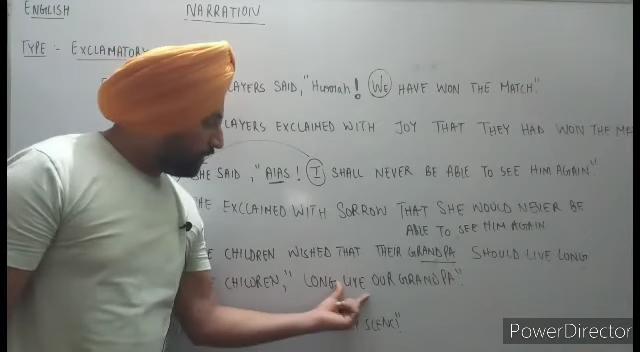 ENGLISH
NARRATION
TYPE :- EXCLAMATORY
LAYERS SAID, "Hurrah! WE HAVE WON THE MATCH."
LAYERS EXCLAIMED WITH JOY THAT THEY HAD WON THE
SHE SAID, "AlAS! I SHALL NEVER BE ABLE TO SEE HIM AGAIN."
HE EXCLAIMED WITH SORROW THAT SHE WOULD NEVER BE
ABLE TO SEE HIM AGAIN
CHILDREN WISHED THAT THEIR GRANDPA SHOULD LIVE LONG
CHILDREN, "LONG LIVE OUR GRANDPA".
PowerDirector